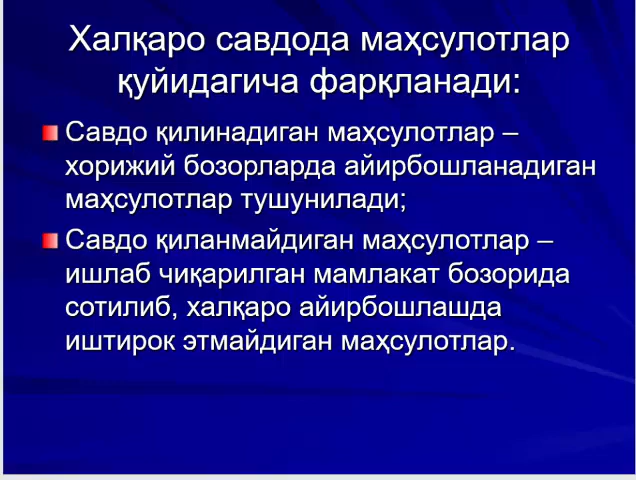 Халқаро савдода маҳсулотлар
қуйидагича фарқланади:
Савдо қилинадиган маҳсулотлар –
хорижий бозорларда айирбошланадиган
маҳсулотлар тушунилади;
Савдо қиланмайдиган маҳсулотлар –
ишлаб чиқарилган мамлакат бозорида
сотилиб, халқаро айирбошлашда
иштирок этмайдиган маҳсулотлар.